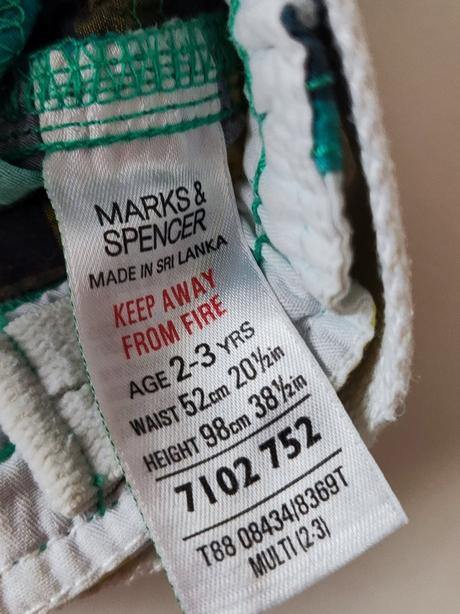 MARKS &
SPENCER
MADE IN SRI LANKA
KEEP AWAY
FROM FIRE
AGE 2-3 YRS
WAIST 52cm 20½in
HEIGHT 98cm 38½in
7102 752
T88 08434/8369T
MULTI (2-3)